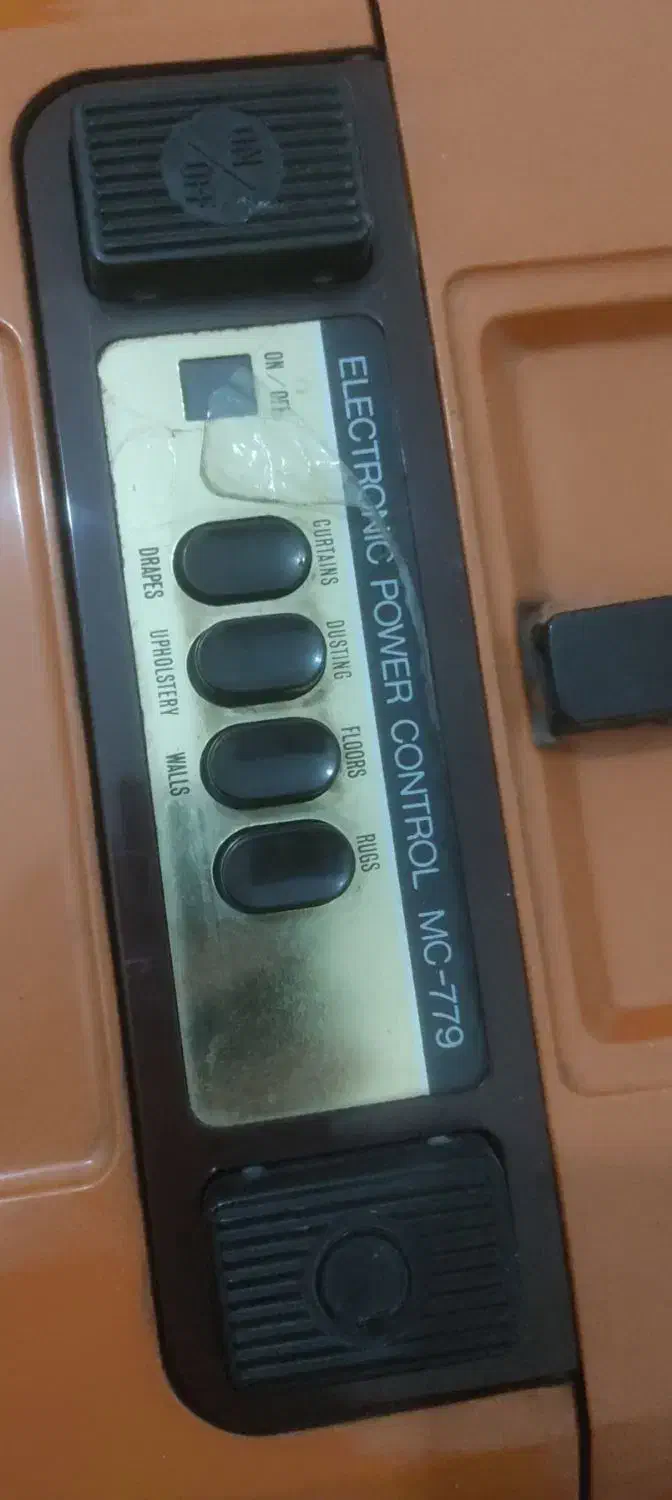 ON / OFF
ELECTRONIC POWER CONTROL MC-779
ON / OFF
CURTAINS DUSTING FLOORS RUGS
DRAPES UPHOLSTERY WALLS